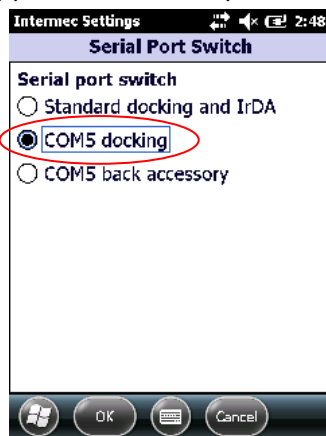 Intermec Settings 2:48
Serial Port Switch
Serial port switch
Standard docking and IrDA
COM5 docking
COM5 back accessory
OK Cancel